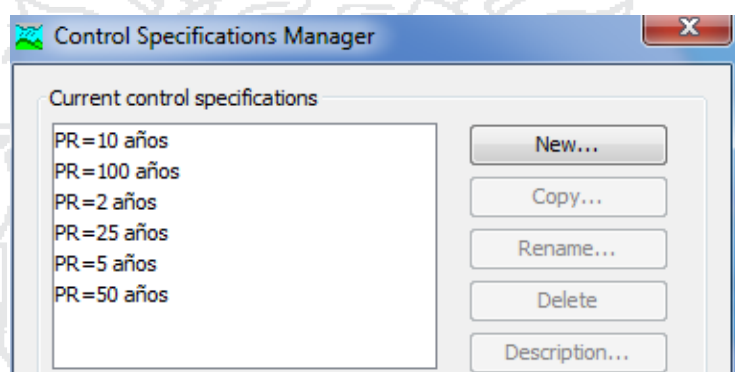 Control Specifications Manager
x
Current control specifications
PR=10 años
PR=100 años
PR=2 años
PR=25 años
PR=5 años
PR=50 años
New...
Copy...
Rename...
Delete
Description...